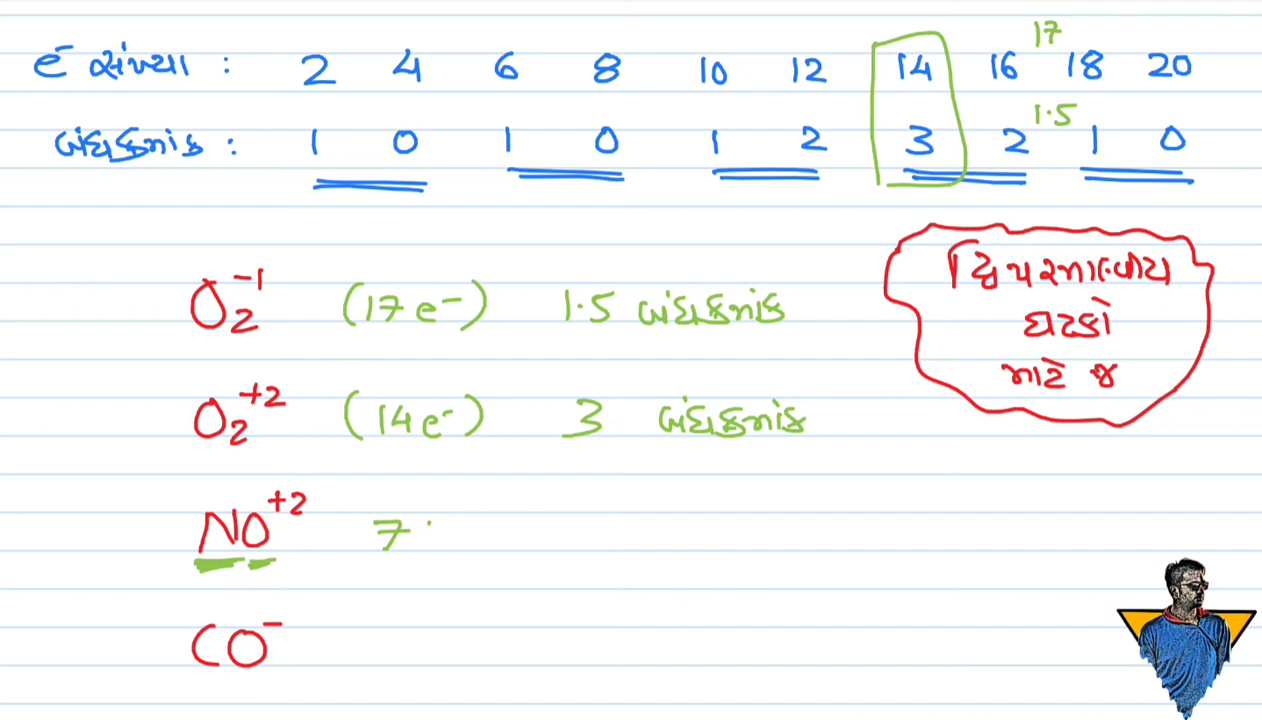 e⁻ સંખ્યા : 2 4 6 8 10 12 14 16 17 18 20
બંધક્રમાંક : 1 0 1 0 1 2 3 2 1.5 1 0
દ્વિપરમાણ્વીય
ઘટકો
માટે જ
O₂⁻¹ (17 e⁻) 1.5 બંધક્રમાંક
O₂⁺² (14 e⁻) 3 બંધક્રમાંક
NO⁺² 7
CO⁻